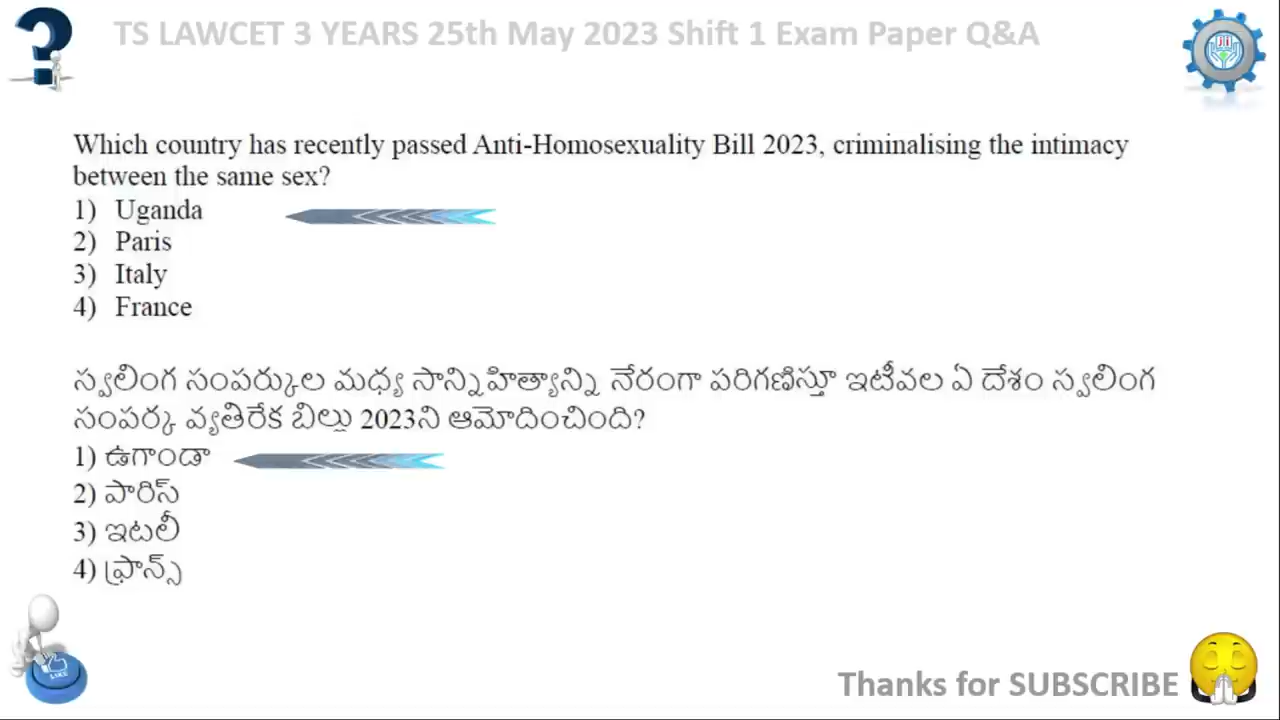 TS LAWCET 3 YEARS 25th May 2023 Shift 1 Exam Paper Q&A
Which country has recently passed Anti-Homosexuality Bill 2023, criminalising the intimacy
between the same sex?
1) Uganda
2) Paris
3) Italy
4) France
స్వలింగ సంపర్కుల మధ్య సాన్నిహిత్యాన్ని నేరంగా పరిగణిస్తూ ఇటీవల ఏ దేశం స్వలింగ
సంపర్క వ్యతిరేక బిల్లు 2023ని ఆమోదించింది?
1) ఉగాండా
2) పారిస్
3) ఇటలీ
4) ఫ్రాన్స్
LIKE
Thanks for SUBSCRIBE